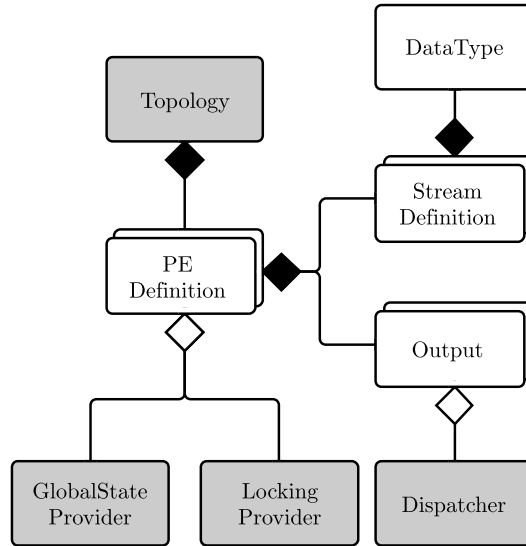 DataType
Topology
Stream
Definition
PE
Definition
Output
GlobalState
Provider
Locking
Provider
Dispatcher